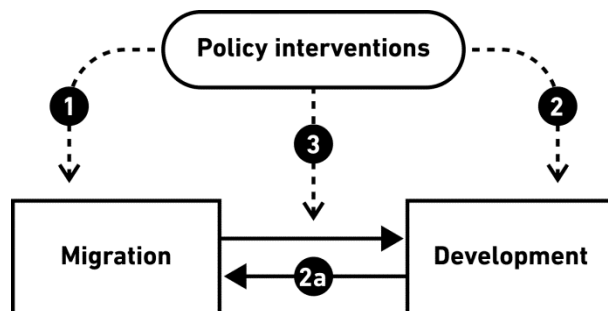 Policy interventions
1
2
3
Migration
Development
2a